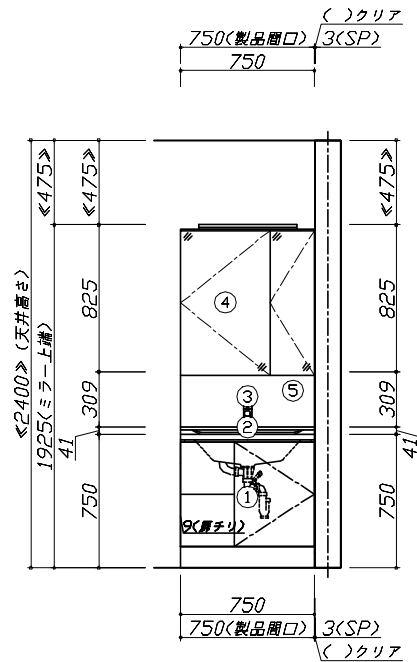 ( )クリア
750(製品間口) 3(SP)
750
≪475≫
≪475≫
≪475≫
≪2400≫(天井高さ)
1925(ミラー上端)
825
825
④
⑤
③
309
309
②
41
41
①
750
750
9(扉チリ)
750
750(製品間口) 3(SP)
( )クリア